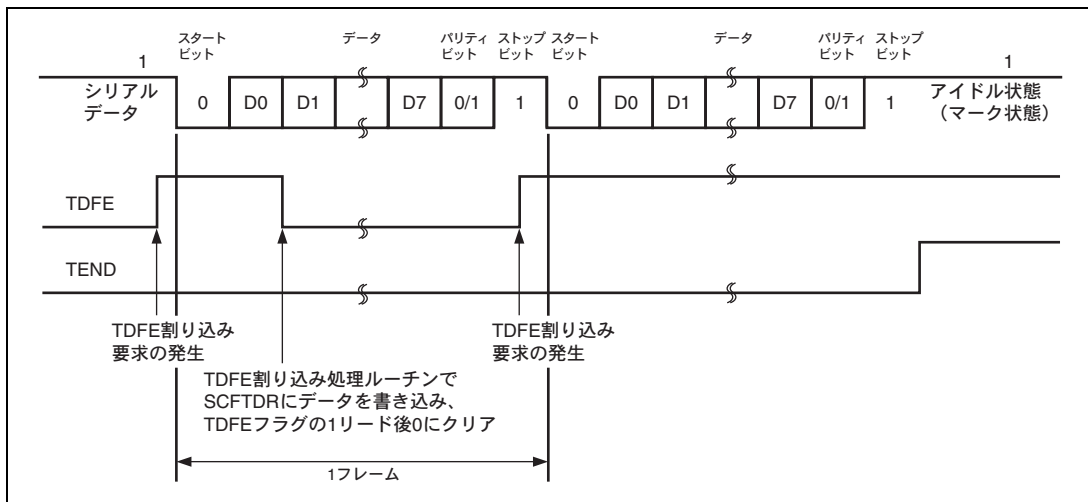 スタート
ビット
データ
パリティ
ビット
ストップ
ビット
スタート
ビット
データ
パリティ
ビット
ストップ
ビット
1
シリアル
データ
0
D0
D1
D7
0/1
1
0
D0
D1
D7
0/1
1
1
アイドル状態
(マーク状態)
TDFE
TEND
TDFE割り込み
要求の発生
TDFE割り込み処理ルーチンで
SCFTDRにデータを書き込み、
TDFEフラグの1リード後0にクリア
TDFE割り込み
要求の発生
1フレーム